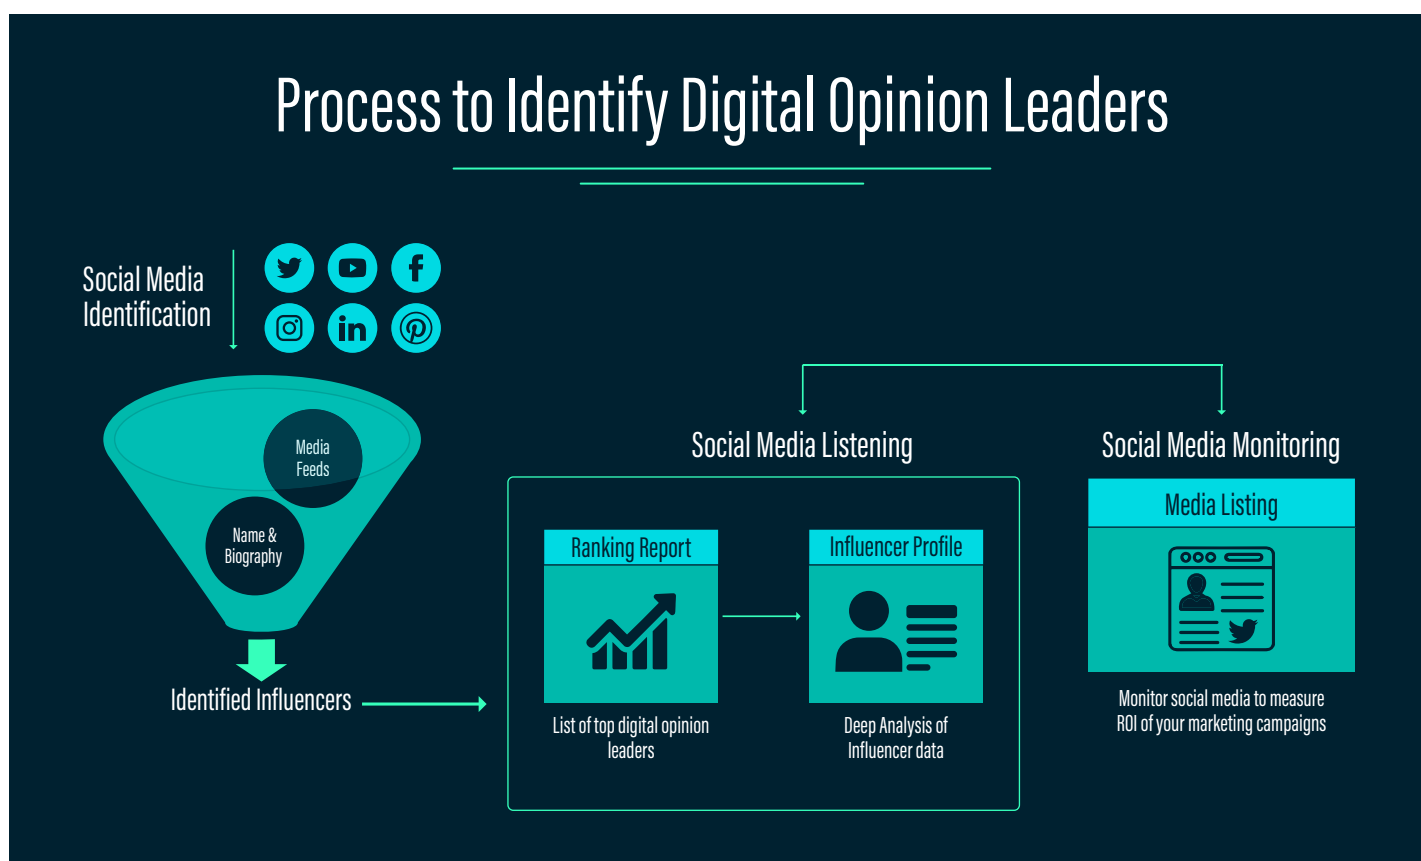 Process to Identify Digital Opinion Leaders
Social Media
Identification
Media
Feeds
Name &
Biography
Identified Influencers
Social Media Listening
Ranking Report
List of top digital opinion
leaders
Influencer Profile
Deep Analysis of
Influencer data
Social Media Monitoring
Media Listing
Monitor social media to measure
ROI of your marketing campaigns